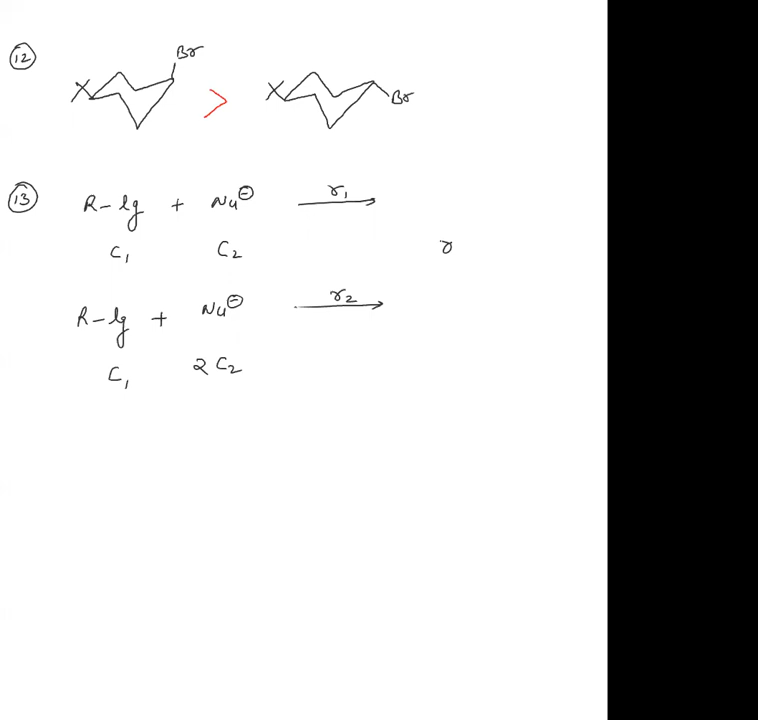 12 Br
X > X Br
13 R-lg + Nu⊖ r₁
C₁ C₂ r
R-lg + Nu⊖ r₂
C₁ 2C₂